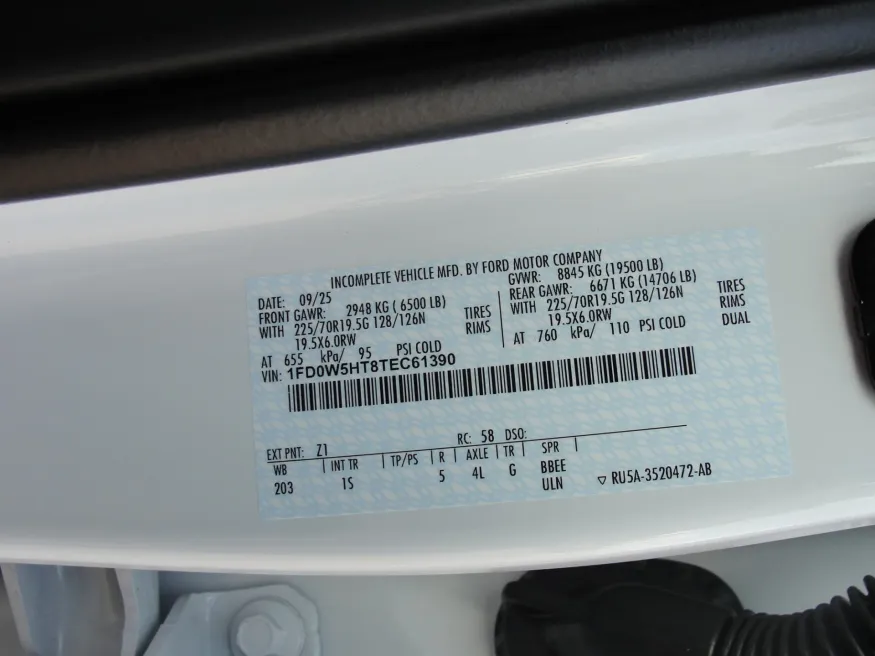 INCOMPLETE VEHICLE MFD. BY FORD MOTOR COMPANY
DATE: 09/25 GVWR: 8845 KG (19500 LB)
FRONT GAWR: 2948 KG (6500 LB) REAR GAWR: 6671 KG (14706 LB)
WITH 225/70R19.5G 128/126N TIRES WITH 225/70R19.5G 128/126N TIRES
19.5X6.0RW RIMS 19.5X6.0RW RIMS
AT 655 kPa/ 95 PSI COLD AT 760 kPa/ 110 PSI COLD DUAL
VIN: 1FD0W5HT8TEC61390
EXT PNT: Z1 RC: 58 DSO:
WB INT TR TP/PS R AXLE TR SPR
203 1S 5 4L G BBEE
ULN RU5A-3520472-AB